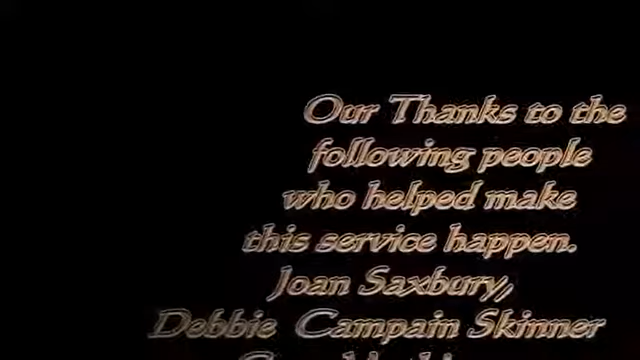 Our Thanks to the
following people
who helped make
this service happen.
Joan Saxbury,
Debbie Campain Skinner